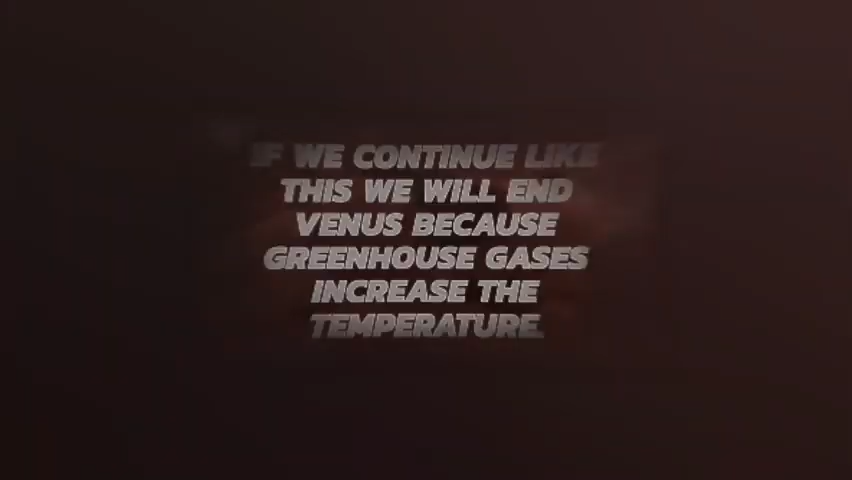 IF WE CONTINUE LIKE
THIS WE WILL END
VENUS BECAUSE
GREENHOUSE GASES
INCREASE THE
TEMPERATURE.